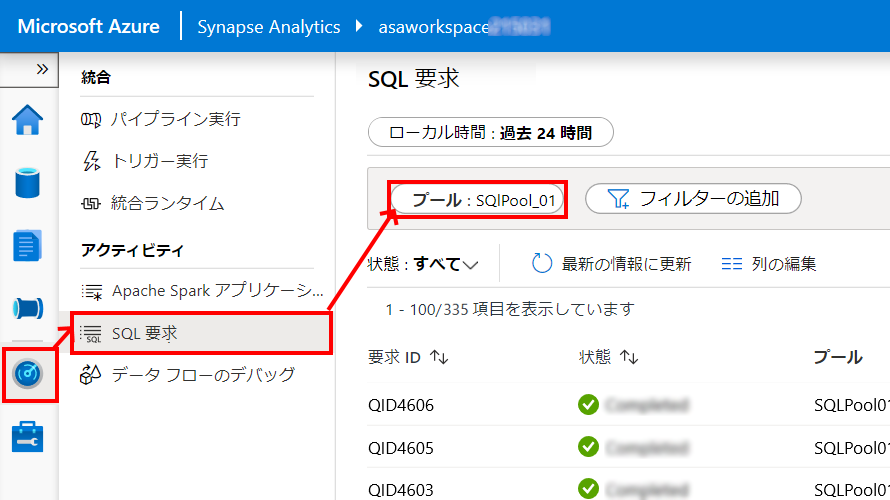 Microsoft Azure
Synapse Analytics
asaworkspace
»
統合
パイプライン実行
トリガー実行
統合ランタイム
アクティビティ
Apache Spark アプリケーシ...
SQL 要求
データ フローのデバッグ
SQL 要求
ローカル時間 : 過去 24 時間
プール : SQlPool_01
フィルターの追加
状態 : すべて
最新の情報に更新
列の編集
1 - 100/335 項目を表示しています
要求 ID
状態
プール
QID4606
SQLPool01
QID4605
SQLPool01
QID4603
SQLPool01